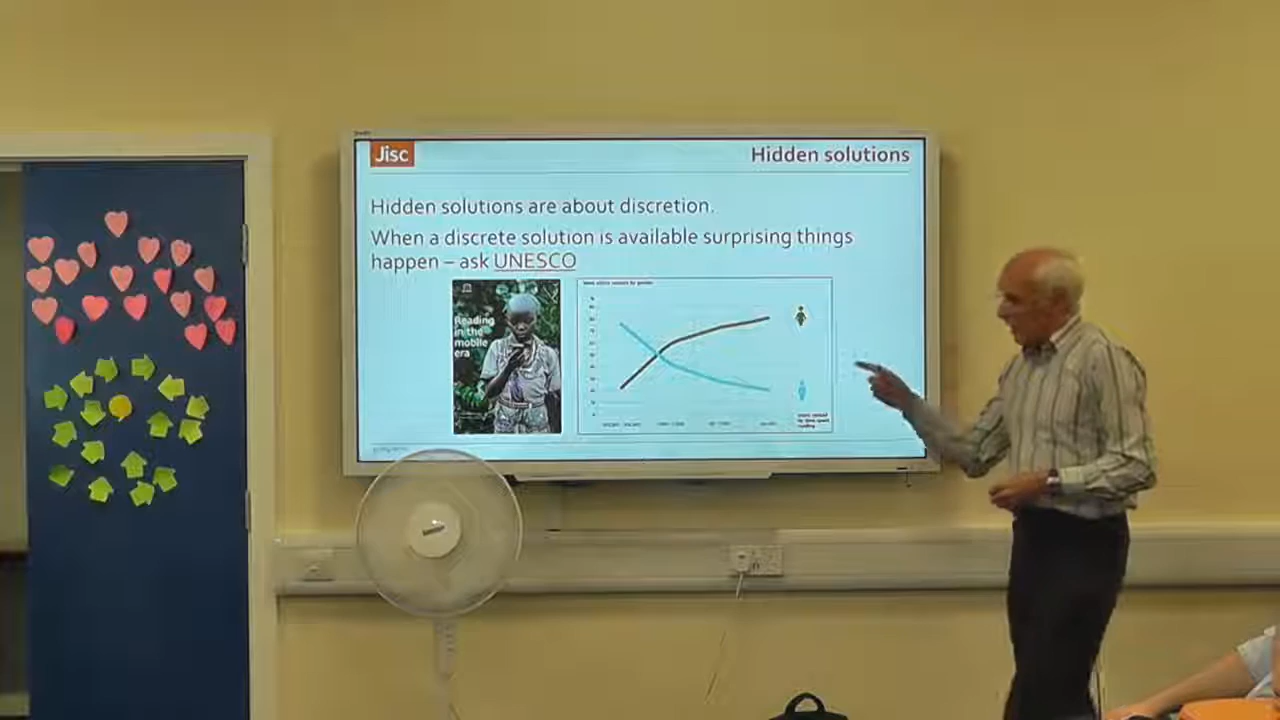 Jisc
Hidden solutions
Hidden solutions are about discretion.
When a discrete solution is available surprising things
happen – ask UNESCO
Reading
in the
mobile
era